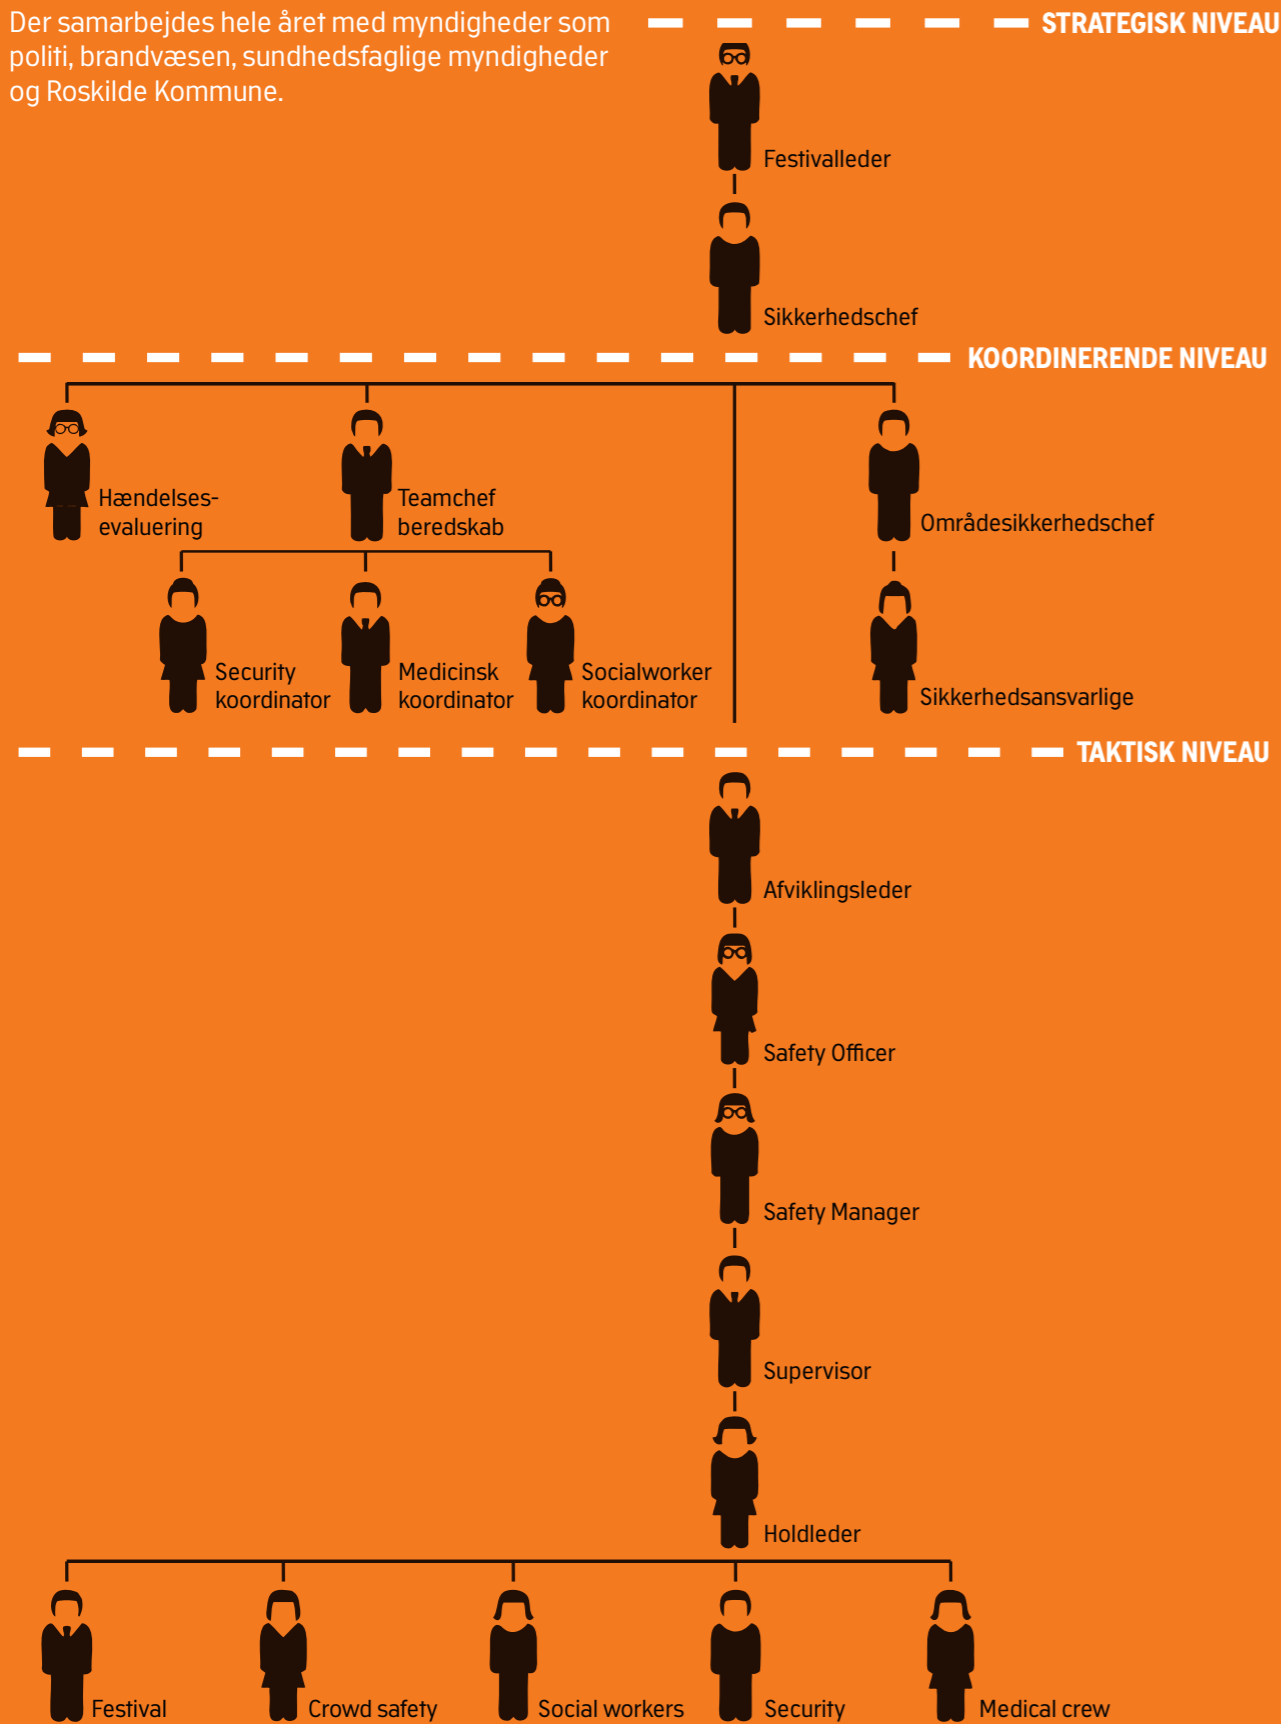 Der samarbejdes hele året med myndigheder som
politi, brandvæsen, sundhedsfaglige myndigheder
og Roskilde Kommune.
STRATEGISK NIVEAU
Festivalleder
Sikkerhedschef
KOORDINERENDE NIVEAU
Hændelses-
evaluering
Teamchef
beredskab
Områdesikkerhedschef
Security
koordinator
Medicinsk
koordinator
Socialworker
koordinator
Sikkerhedsansvarlige
TAKTISK NIVEAU
Afviklingsleder
Safety Officer
Safety Manager
Supervisor
Holdleder
Festival
Crowd safety
Social workers
Security
Medical crew